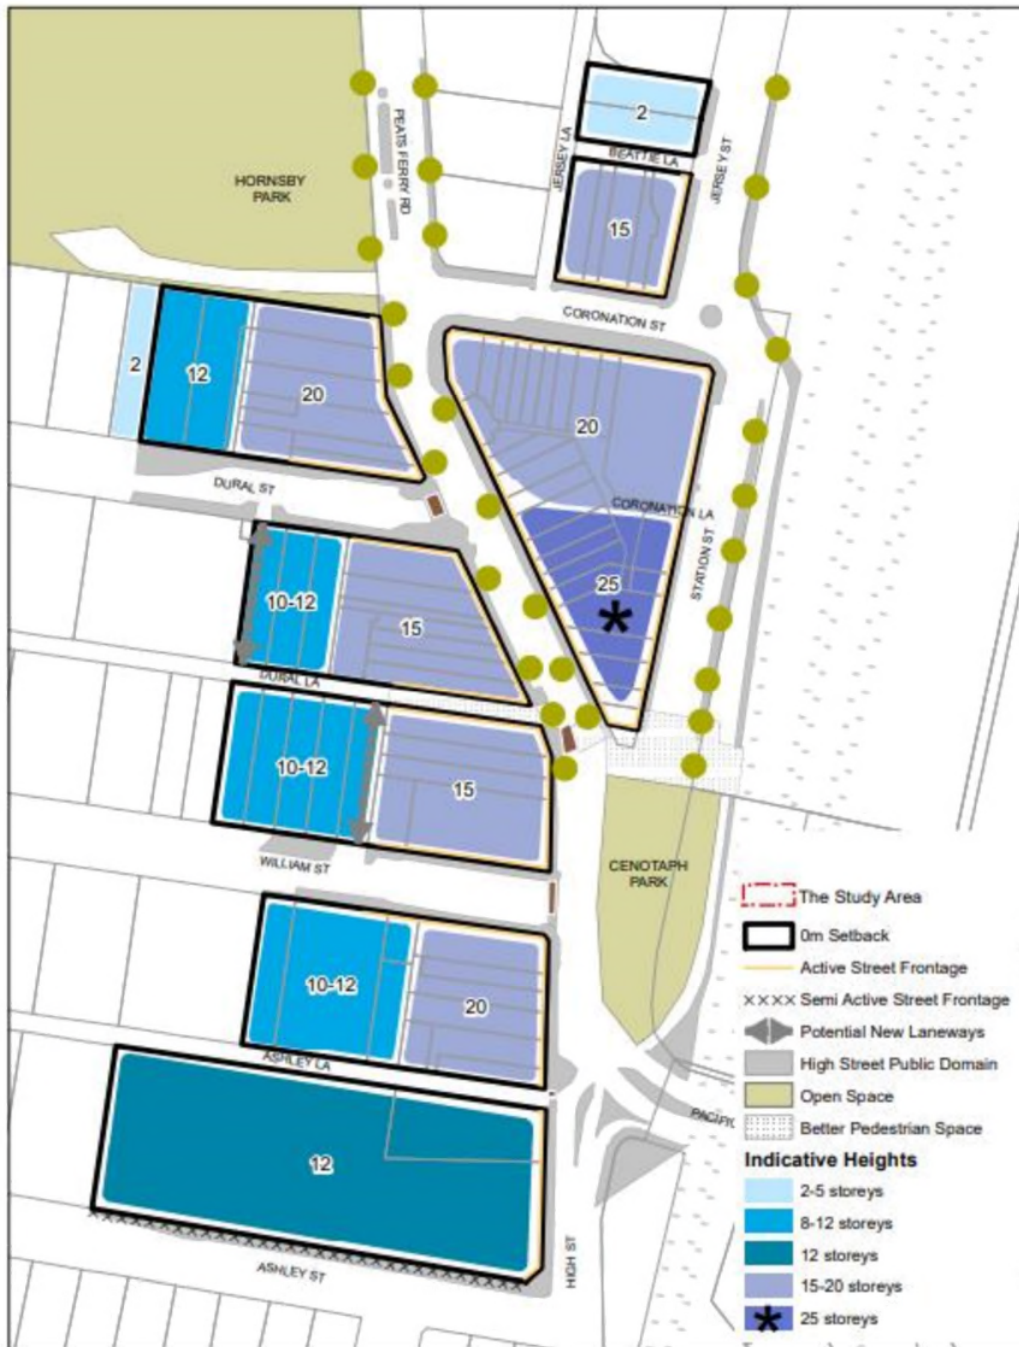 HORNSBY
PARK
PEATS FERRY RD
JERSEY LA
2
BEATTIE LA
JERSEY ST
15
CORONATION ST
2
12
20
20
DURAL ST
CORONATION LA
STATION ST
25
10-12
15
DURAL LA
10-12
15
WILLIAM ST
CENOTAPH
PARK
10-12
20
ASHLEY LA
PACIFIC
12
ASHLEY ST
HIGH ST
The Study Area
0m Setback
Active Street Frontage
Semi Active Street Frontage
Potential New Laneways
High Street Public Domain
Open Space
Better Pedestrian Space
Indicative Heights
2-5 storeys
8-12 storeys
12 storeys
15-20 storeys
25 storeys